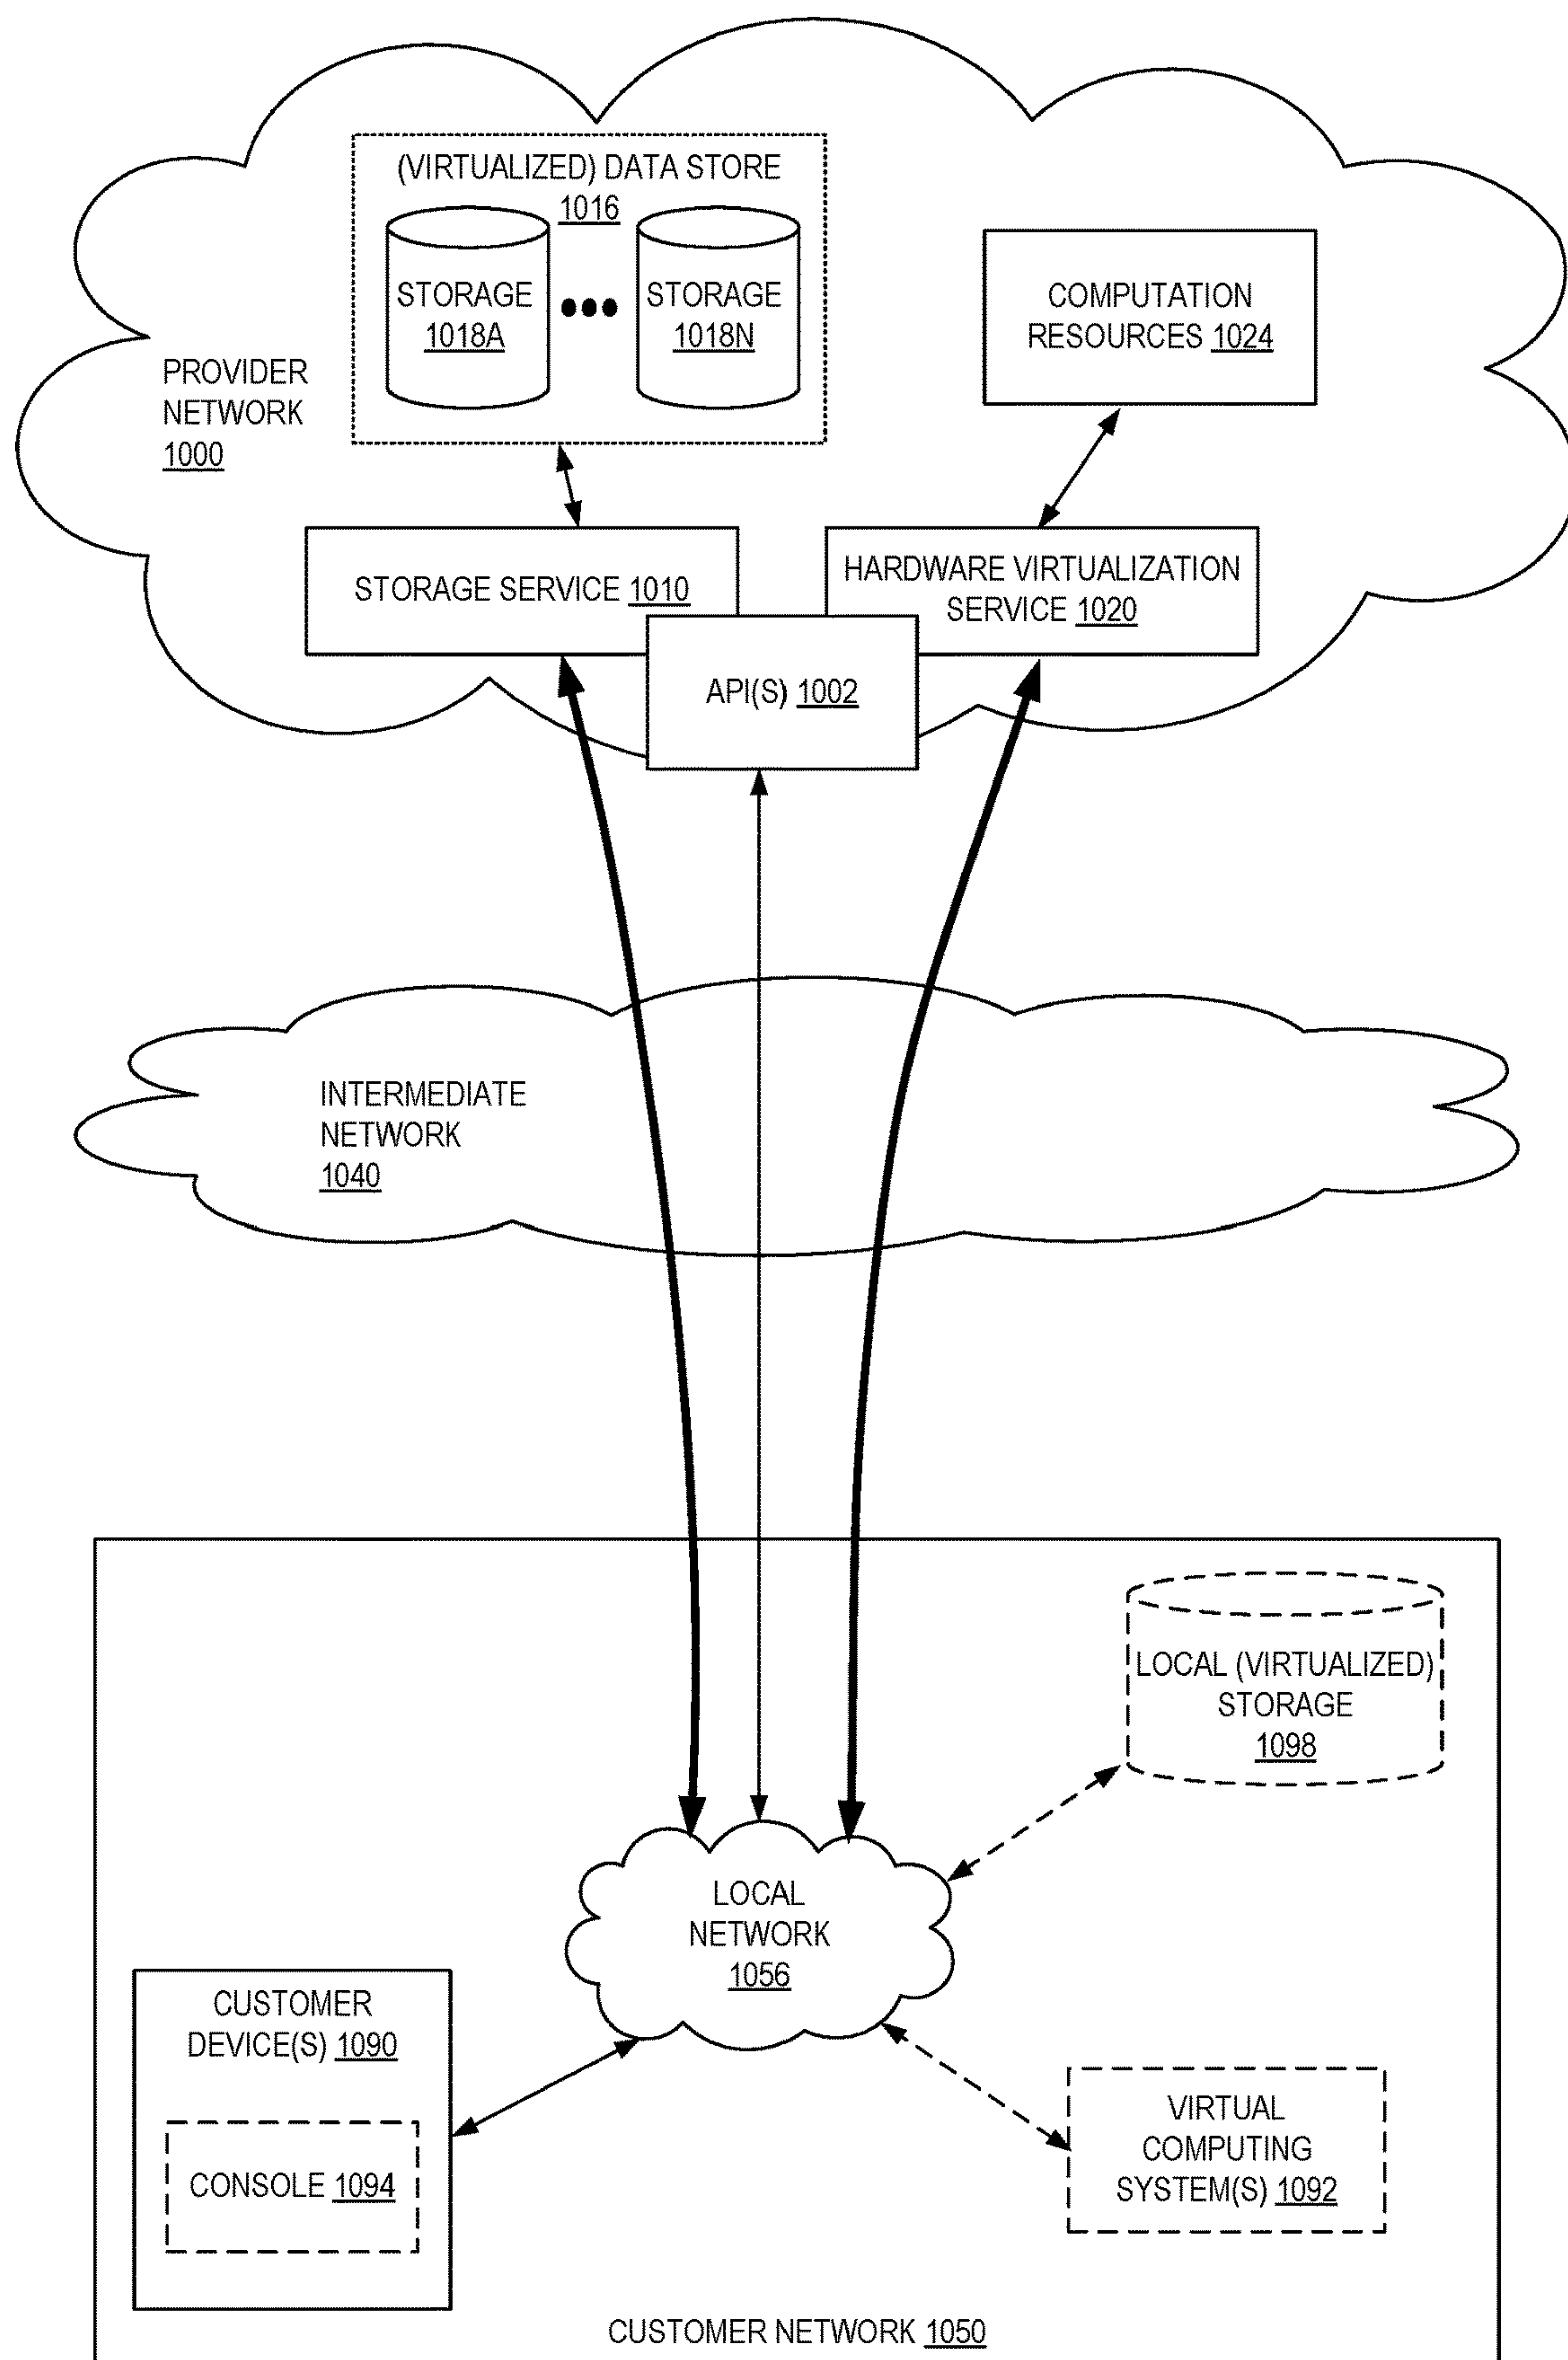 (VIRTUALIZED) DATA STORE
1016
STORAGE
1018A
STORAGE
1018N
COMPUTATION
RESOURCES 1024
PROVIDER
NETWORK
1000
STORAGE SERVICE 1010
HARDWARE VIRTUALIZATION
SERVICE 1020
API(S) 1002
INTERMEDIATE
NETWORK
1040
LOCAL (VIRTUALIZED)
STORAGE
1098
LOCAL
NETWORK
1056
CUSTOMER
DEVICE(S) 1090
CONSOLE 1094
VIRTUAL
COMPUTING
SYSTEM(S) 1092
CUSTOMER NETWORK 1050